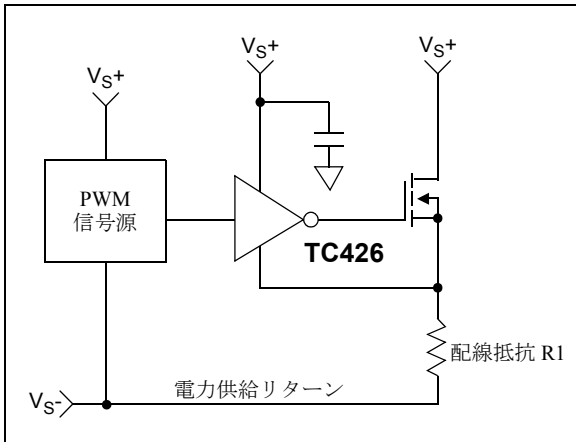 VS+
VS+
VS+
PWM
信号源
TC426
配線抵抗 R1
電力供給リターン
VS-